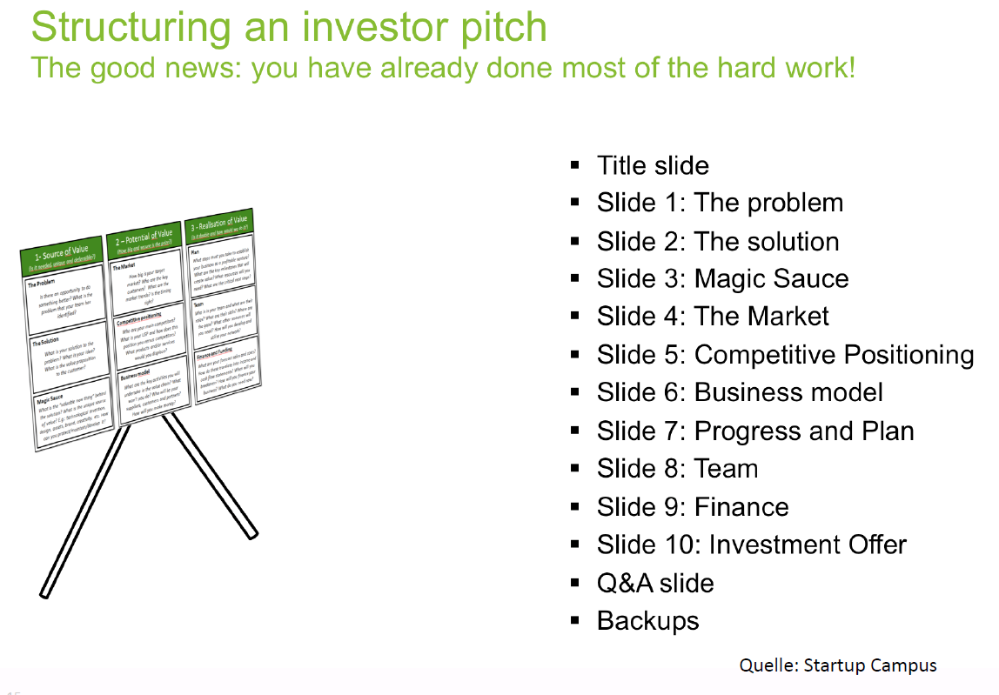 Structuring an investor pitch
The good news: you have already done most of the hard work!
1- Source of Value
(Is it needed, unique and defensible?)
The Problem
Is there an opportunity to do
something better? What is the
problem that your team has
identified?
The Solution
What is your solution to the
problem? What is your idea?
What is the value proposition
to the customer?
Magic Sauce
What is the "valuable new thing" behind
the solution? What is the unique source
of value? E.g. Technological invention,
design, assets, brand, creativity, etc. How
can you protect/maintain/develop it?
2 – Potential of Value
(How big and secure is the prize?)
The Market
How big is your target
market? Who are the key
customers? What are the
market trends? Is the timing
right?
Competitive positioning
Who are your main competitors?
What is your USP and how does this
position you versus competitors?
What products and/or services
would you displace?
Business model
What are the key activities you will
undertake in the value chain? What
won't you do? Who will be your
suppliers, customers and partners?
How will you make money?
3 - Realisation of Value
(Is it doable and how would we do it?)
Plan
What steps must you take to establish
your business as a profitable venture?
What are the key milestones that will
create value? What resources will you
need? What are the critical next steps?
Team
Who is in your team and what are their
roles? What are their skills? Where are
the gaps? What other resources will
you need? How will you develop and
utilise your network?
Finance and Funding
What are your forecast sales and costs?
How do these translate into income and
cash flow statements? When will you
breakeven? How will you finance your
business? What do you need now?
▪ Title slide
▪ Slide 1: The problem
▪ Slide 2: The solution
▪ Slide 3: Magic Sauce
▪ Slide 4: The Market
▪ Slide 5: Competitive Positioning
▪ Slide 6: Business model
▪ Slide 7: Progress and Plan
▪ Slide 8: Team
▪ Slide 9: Finance
▪ Slide 10: Investment Offer
▪ Q&A slide
▪ Backups
Quelle: Startup Campus